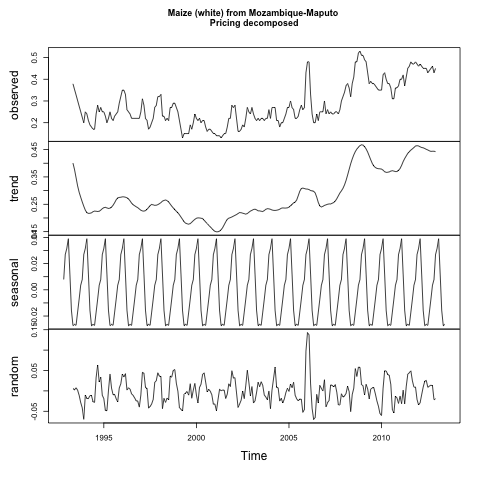 Maize (white) from Mozambique-Maputo
Pricing decomposed
observed
0.5
0.4
0.3
0.2
trend
0.45
0.35
0.25
seasonal
0.02
0.00
random
0.05
-0.05
1995
2000
2005
2010
Time